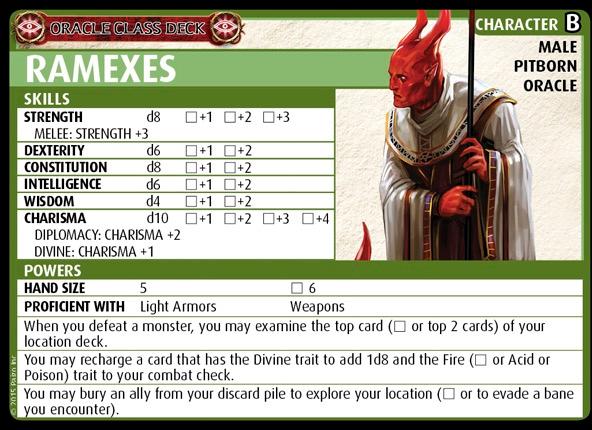 ORACLE CLASS DECK
CHARACTER B
RAMEXES
MALE
PITBORN
ORACLE
SKILLS
STRENGTH d8 □ +1 □ +2 □ +3
MELEE: STRENGTH +3
DEXTERITY d6 □ +1 □ +2
CONSTITUTION d8 □ +1 □ +2
INTELLIGENCE d6 □ +1 □ +2
WISDOM d4 □ +1 □ +2
CHARISMA d10 □ +1 □ +2 □ +3 □ +4
DIPLOMACY: CHARISMA +2
DIVINE: CHARISMA +1
POWERS
HAND SIZE 5 □ 6
PROFICIENT WITH Light Armors Weapons
When you defeat a monster, you may examine the top card (□ or top 2 cards) of your
location deck.
You may recharge a card that has the Divine trait to add 1d8 and the Fire (□ or Acid or
Poison) trait to your combat check.
You may bury an ally from your discard pile to explore your location (□ or to evade a bane
you encounter).
© 2015 Paizo Inc.